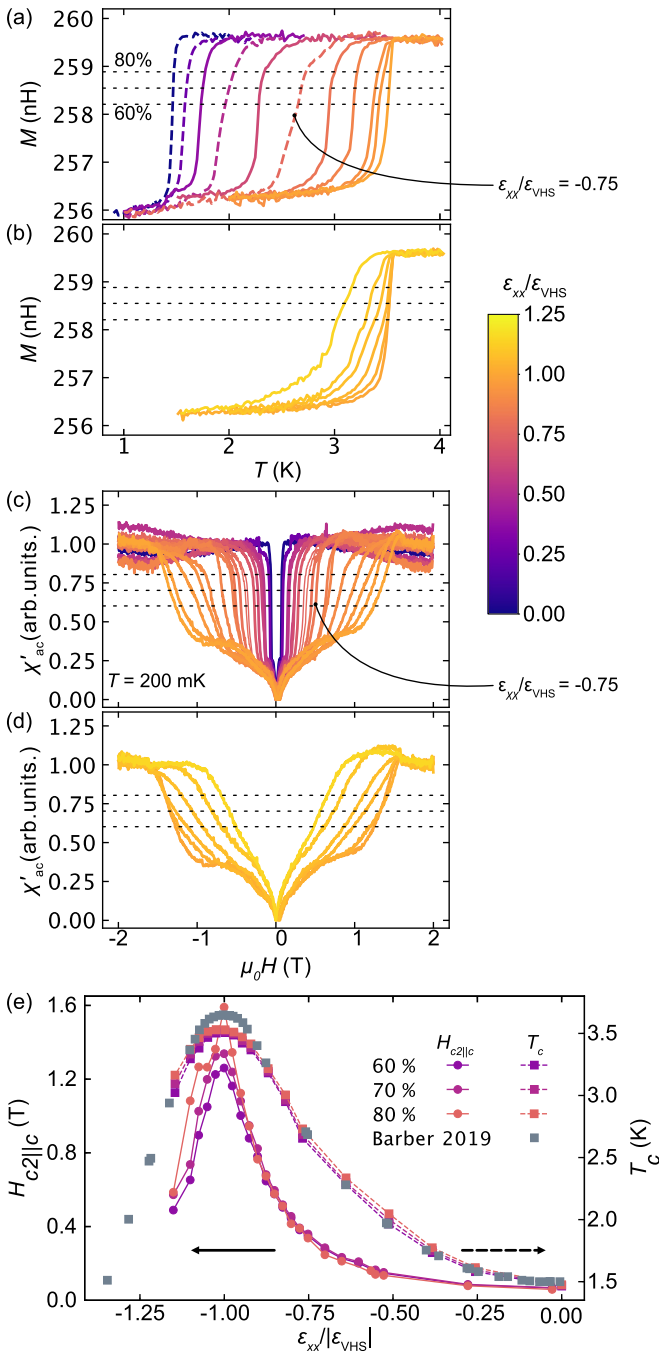 (a)
260
259
258
257
256
M (nH)
80%
60%
εxx/εVHS = -0.75
(b)
260
259
258
257
256
M (nH)
1 2 3 4
T (K)
εxx/εVHS
1.25
1.00
0.75
0.50
0.25
0.00
(c)
1.25
1.00
0.75
0.50
0.25
0.00
χ′ac(arb.units.)
T = 200 mK
εxx/εVHS = -0.75
(d)
1.25
1.00
0.75
0.50
0.25
0.00
χ′ac(arb.units.)
-2 -1 0 1 2
μ0H (T)
(e)
1.6
1.2
0.8
0.4
0.0
Hc2||c (T)
Hc2||c Tc
60 %
70 %
80 %
Barber 2019
3.5
3.0
2.5
2.0
1.5
Tc (K)
-1.25 -1.00 -0.75 -0.50 -0.25 0.00
εxx/|εVHS|